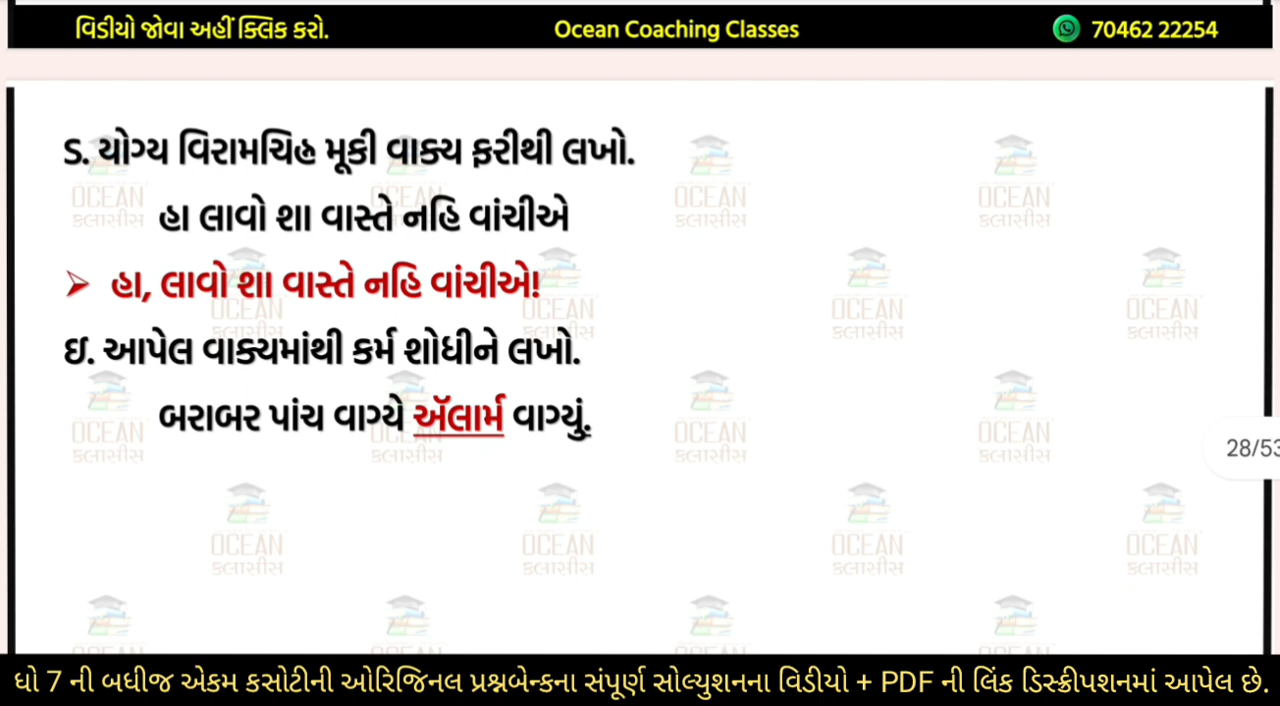 વિડીયો જોવા અહીં ક્લિક કરો. Ocean Coaching Classes 70462 22254
ડ. યોગ્ય વિરામચિહ્ન મૂકી વાક્ય ફરીથી લખો.
હા લાવો શા વાસ્તે નહિ વાંચીએ
➢ હા, લાવો શા વાસ્તે નહિ વાંચીએ!
ઇ. આપેલ વાક્યમાંથી કર્મ શોધીને લખો.
બરાબર પાંચ વાગ્યે ઍલાર્મ વાગ્યું.
28/53
OCEAN
ક્લાસીસ
ધો 7 ની બધીજ એકમ કસોટીની ઓરિજિનલ પ્રશ્નબેન્કના સંપૂર્ણ સોલ્યુશનના વિડીયો + PDF ની લિંક ડિસ્ક્રીપશનમાં આપેલ છે.